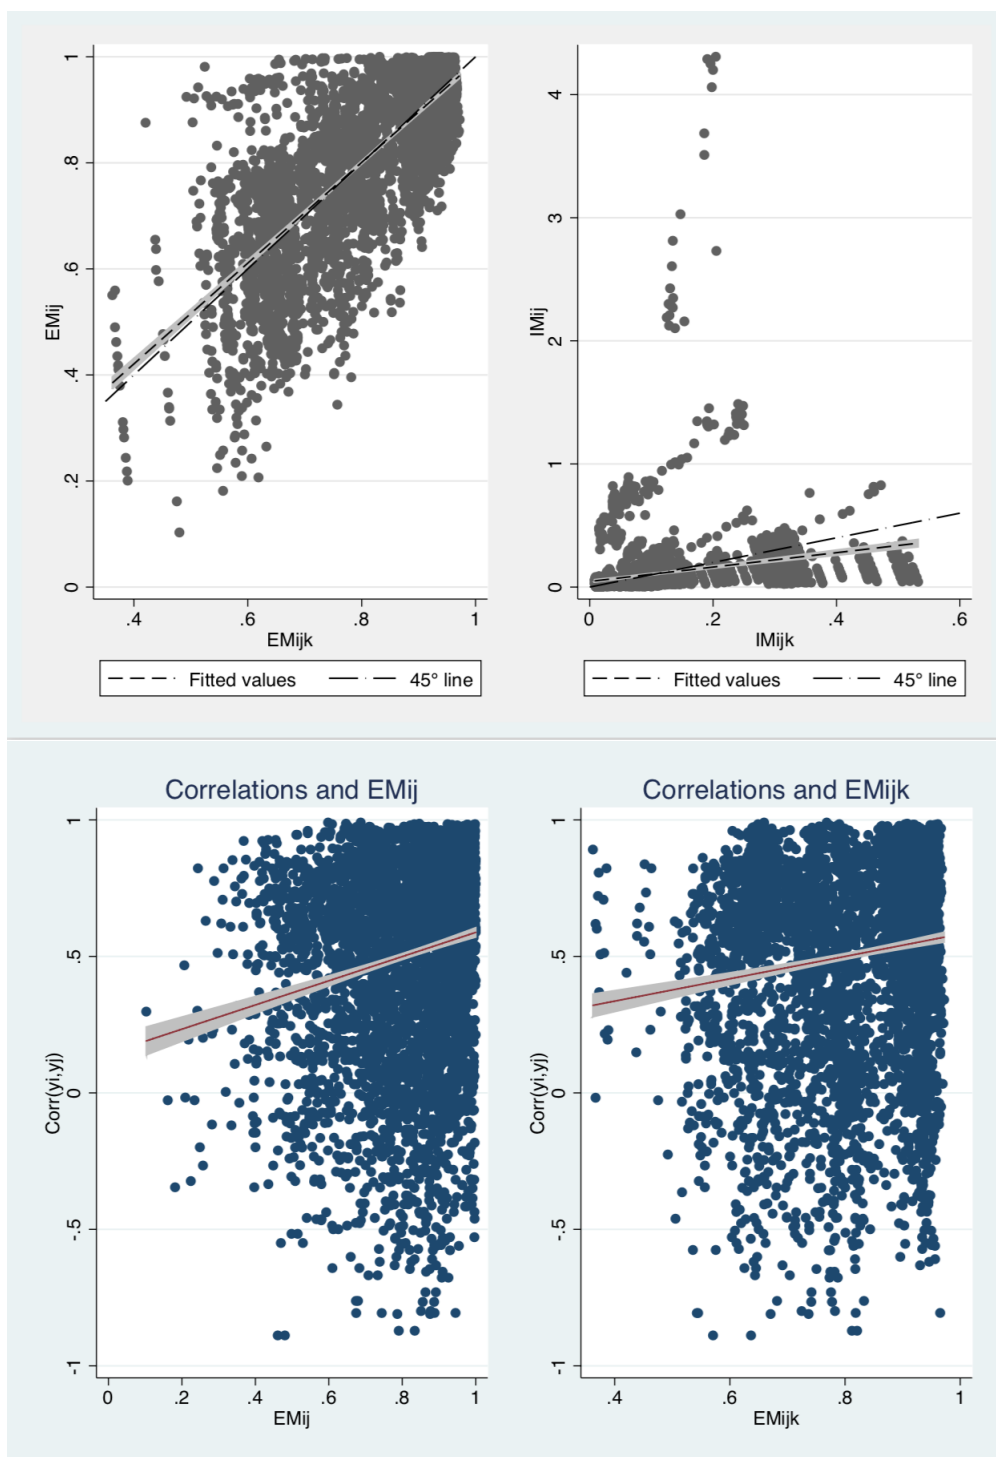 EMij
1
.8
.6
.4
.2
0
.4 .6 .8 1
EMijk
Fitted values 45° line
IMij
4
3
2
1
0
0 .2 .4 .6
IMijk
Fitted values 45° line
Correlations and EMij
Corr(yi,yj)
1
.5
0
-.5
-1
0 .2 .4 .6 .8 1
EMij
Correlations and EMijk
Corr(yi,yj)
1
.5
0
-.5
-1
.4 .6 .8 1
EMijk